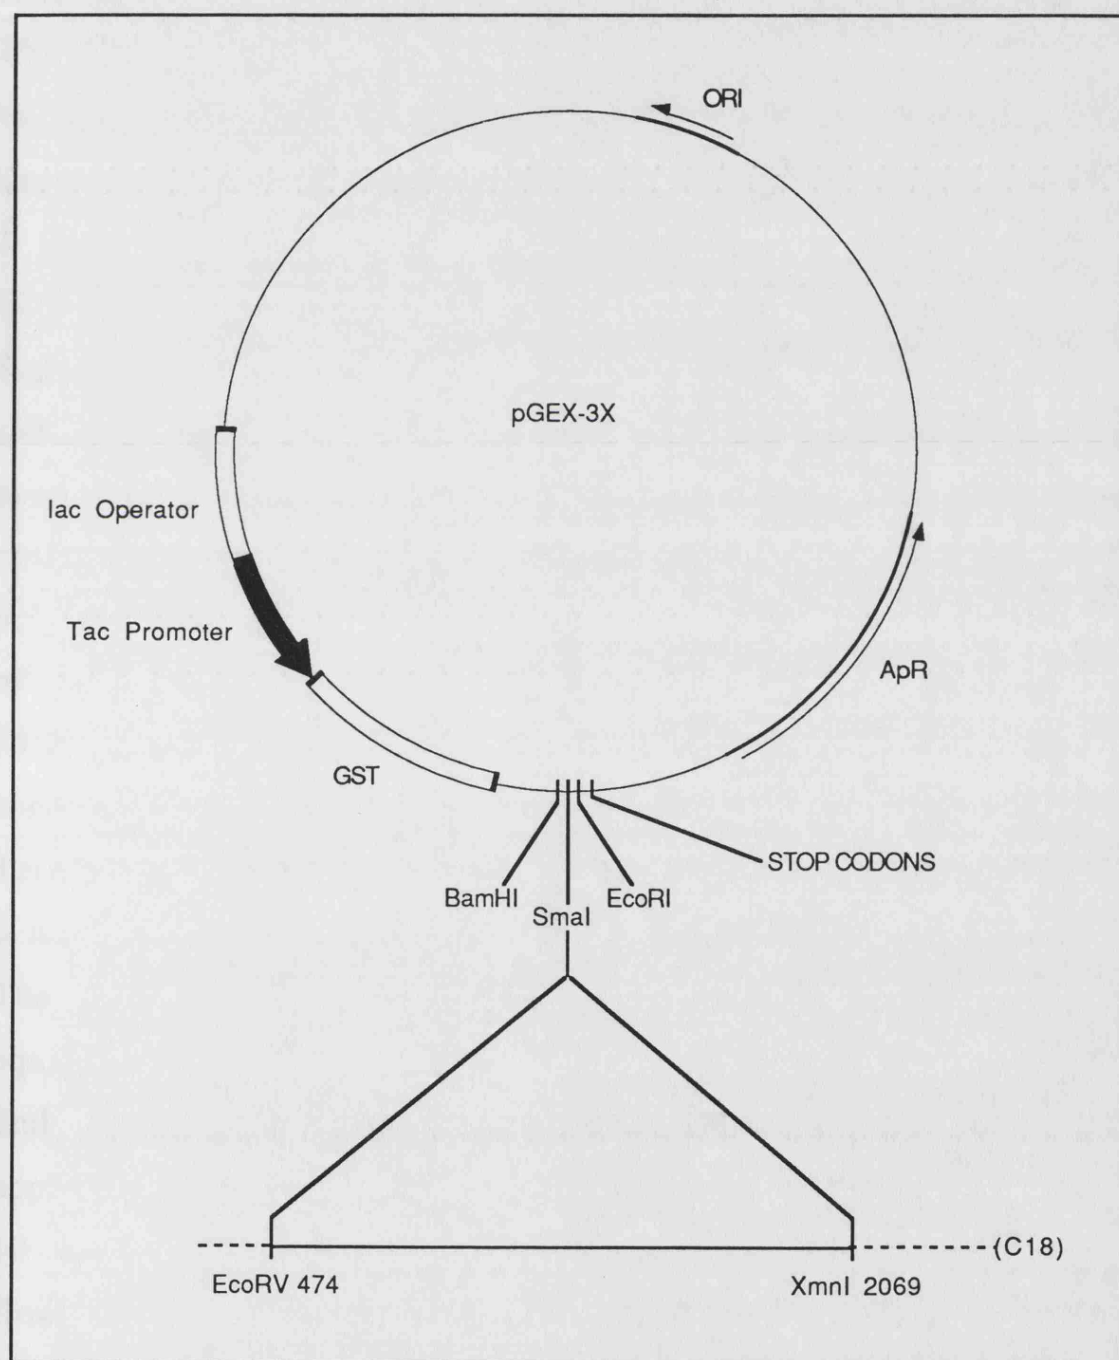 ORI
pGEX-3X
lac Operator
Tac Promoter
ApR
GST
STOP CODONS
BamHI
EcoRI
SmaI
(C18)
EcoRV 474
XmnI 2069